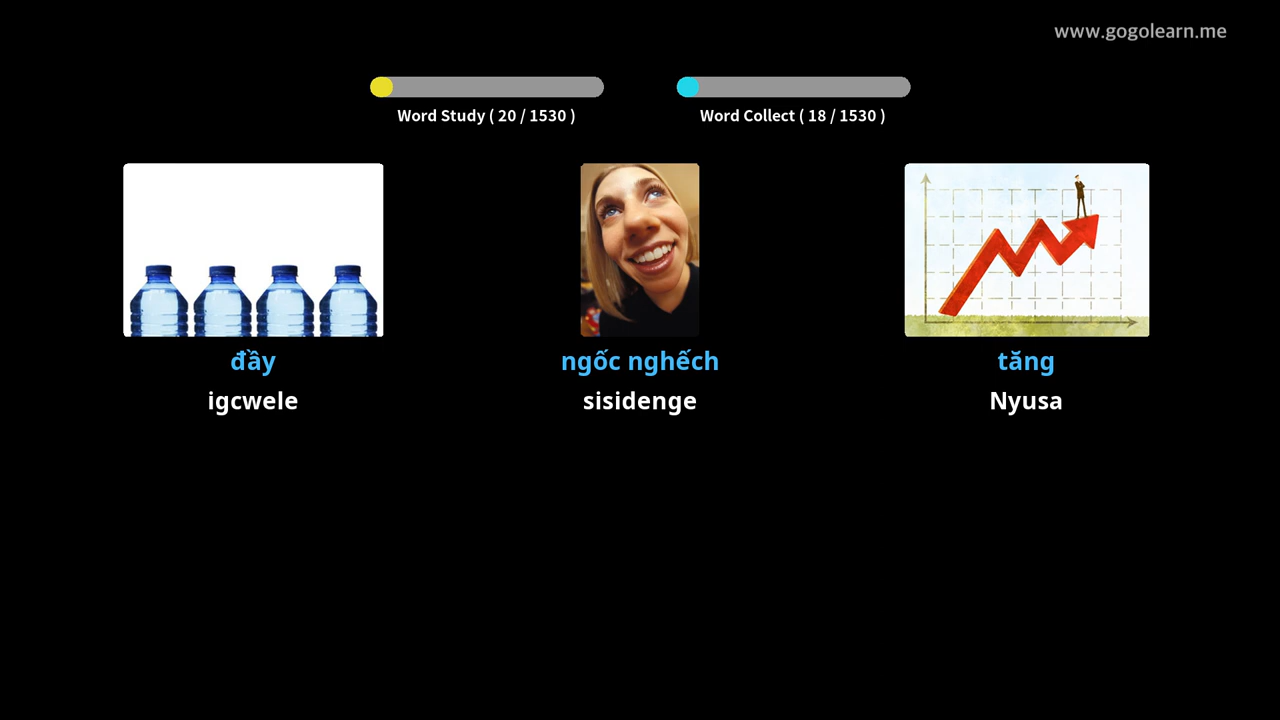 www.gogolearn.me
Word Study ( 20 / 1530 )
Word Collect ( 18 / 1530 )
đầy
ngốc nghếch
tăng
igcwele
sisidenge
Nyusa